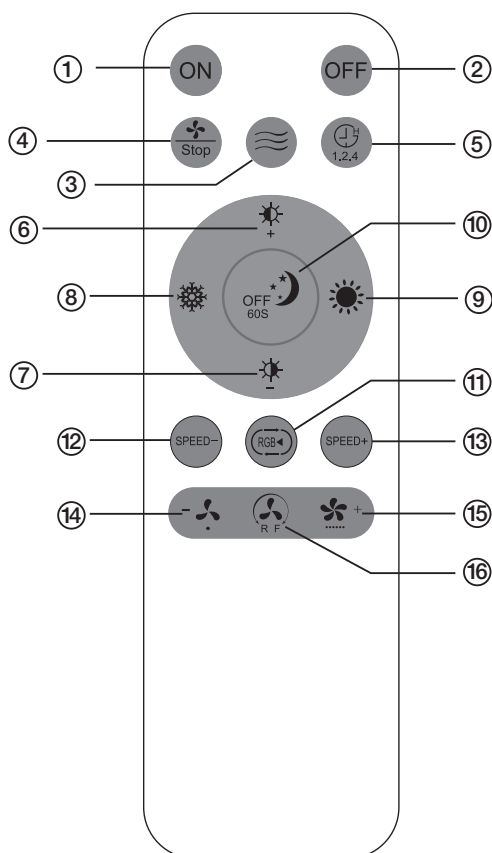 ① ON OFF ②
④ Stop ③ H 1.2.4 ⑤
⑥ + ⑩
⑧ OFF 60S ⑨
⑦ − ⑪
⑫ SPEED− RGB SPEED+ ⑬
⑭ − R F + ⑮
⑯